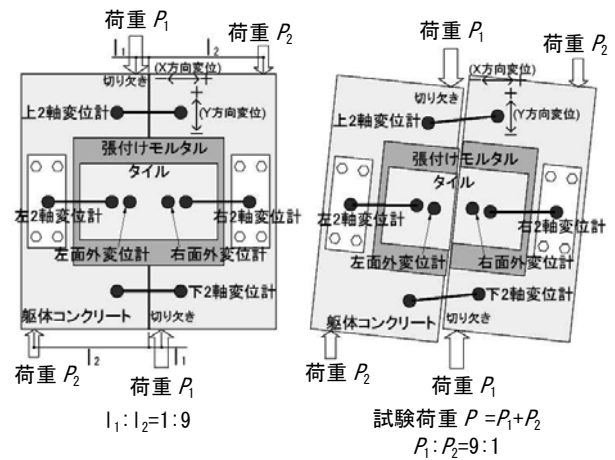 荷重 P₁
l₁
l₂
荷重 P₂
切り欠き
(X方向変位)
上2軸変位計
(Y方向変位)
張付けモルタル
タイル
左2軸変位計
右2軸変位計
左面外変位計
右面外変位計
下2軸変位計
躯体コンクリート
切り欠き
l₂
l₁
荷重 P₂
荷重 P₁
l₁:l₂=1:9
荷重 P₁
荷重 P₂
切り欠き
(X方向変位)
上2軸変位計
(Y方向変位)
張付けモルタル
タイル
左2軸変位計
右2軸変位計
左面外変位計
右面外変位計
下2軸変位計
躯体コンクリート
切り欠き
荷重 P₂
荷重 P₁
試験荷重 P =P₁+P₂
P₁:P₂=9:1